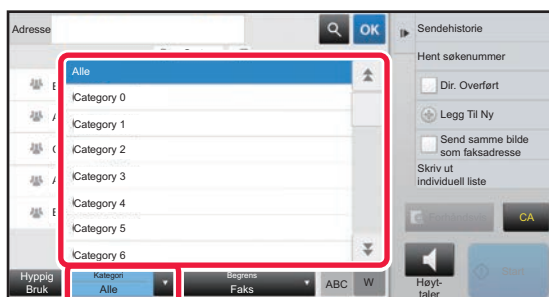 Adresse
OK
Sendehistorie
Hent søkenummer
Alle
Dir. Overført
Category 0
Legg Til Ny
Category 1
Category 2
Send samme bilde
som faksadresse
Category 3
Skriv ut
individuell liste
Category 4
Category 5
CA
Category 6
Hyppig
Bruk
Kategori
Alle
Begrens
Faks
ABC
W
Høyt-
taler
Start